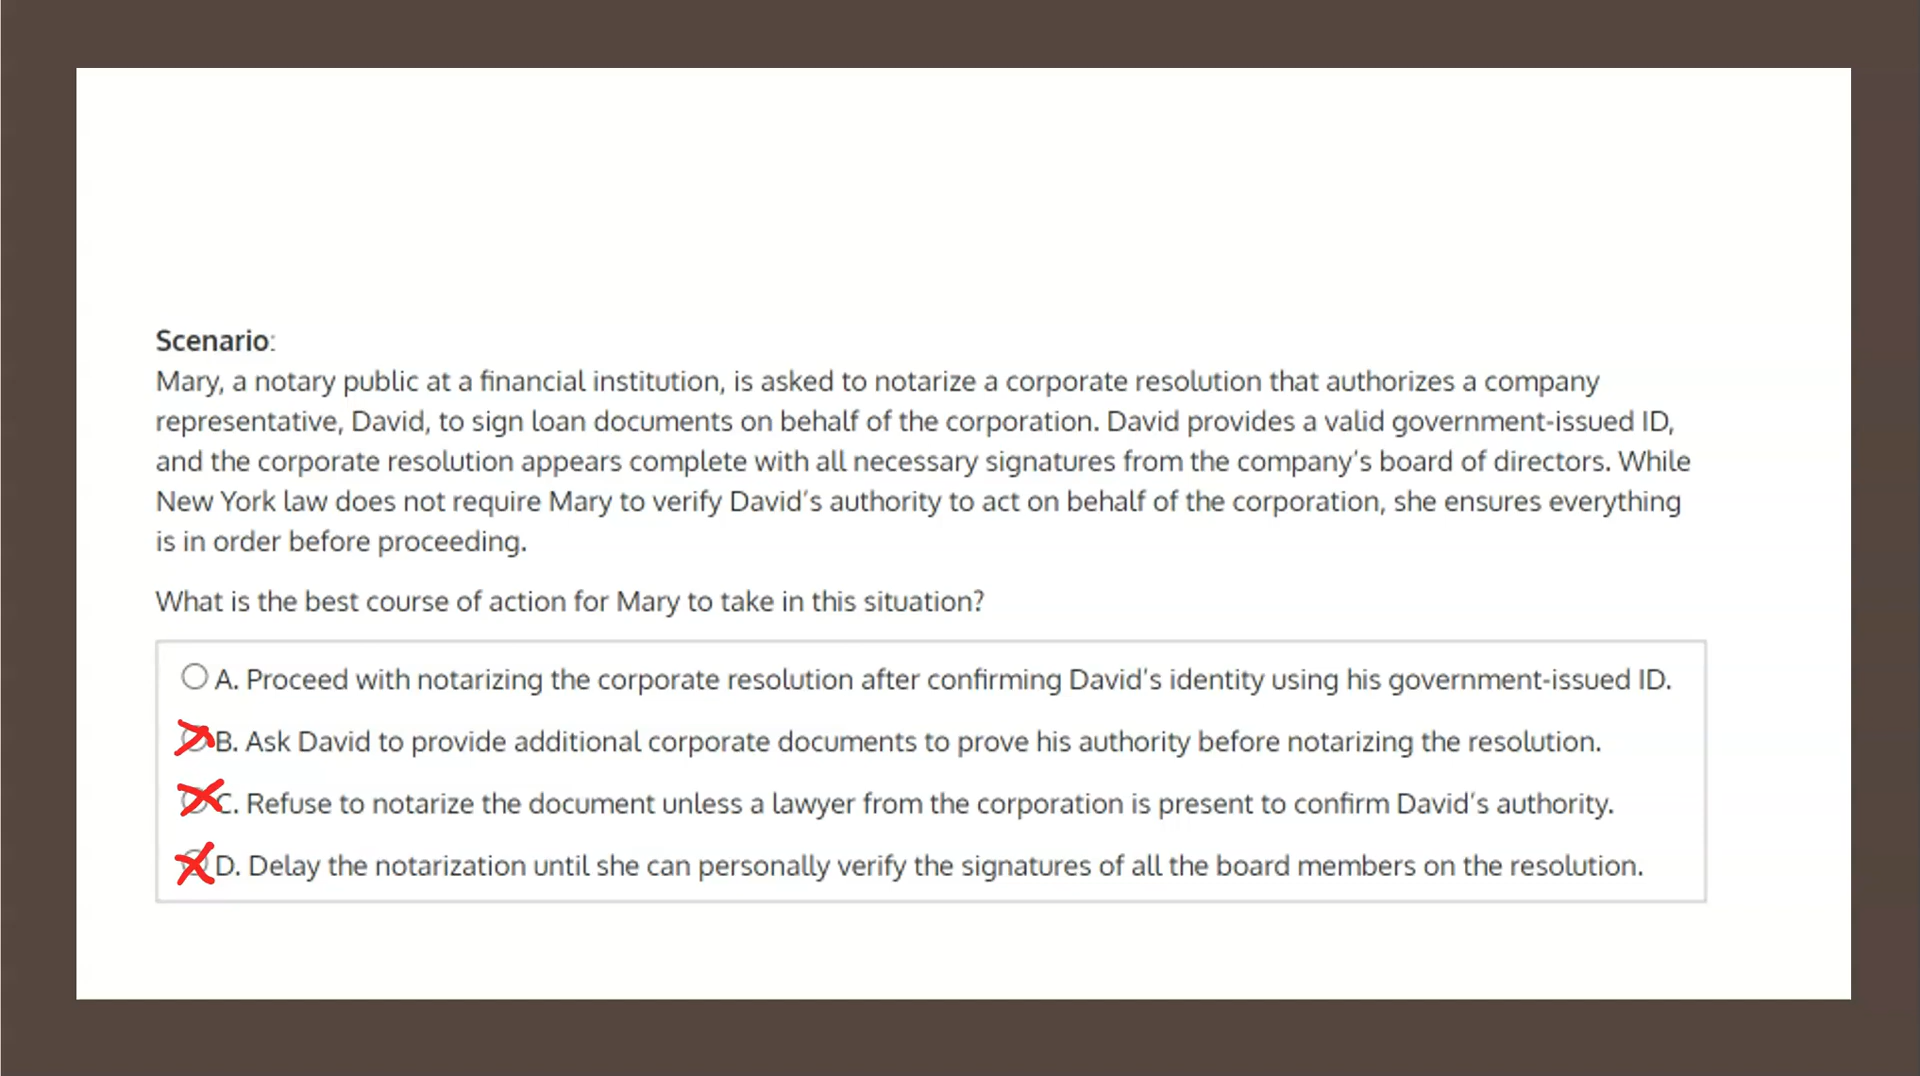 Scenario:
Mary, a notary public at a financial institution, is asked to notarize a corporate resolution that authorizes a company
representative, David, to sign loan documents on behalf of the corporation. David provides a valid government-issued ID,
and the corporate resolution appears complete with all necessary signatures from the company's board of directors. While
New York law does not require Mary to verify David's authority to act on behalf of the corporation, she ensures everything
is in order before proceeding.
What is the best course of action for Mary to take in this situation?
A. Proceed with notarizing the corporate resolution after confirming David's identity using his government-issued ID.
B. Ask David to provide additional corporate documents to prove his authority before notarizing the resolution.
C. Refuse to notarize the document unless a lawyer from the corporation is present to confirm David's authority.
D. Delay the notarization until she can personally verify the signatures of all the board members on the resolution.